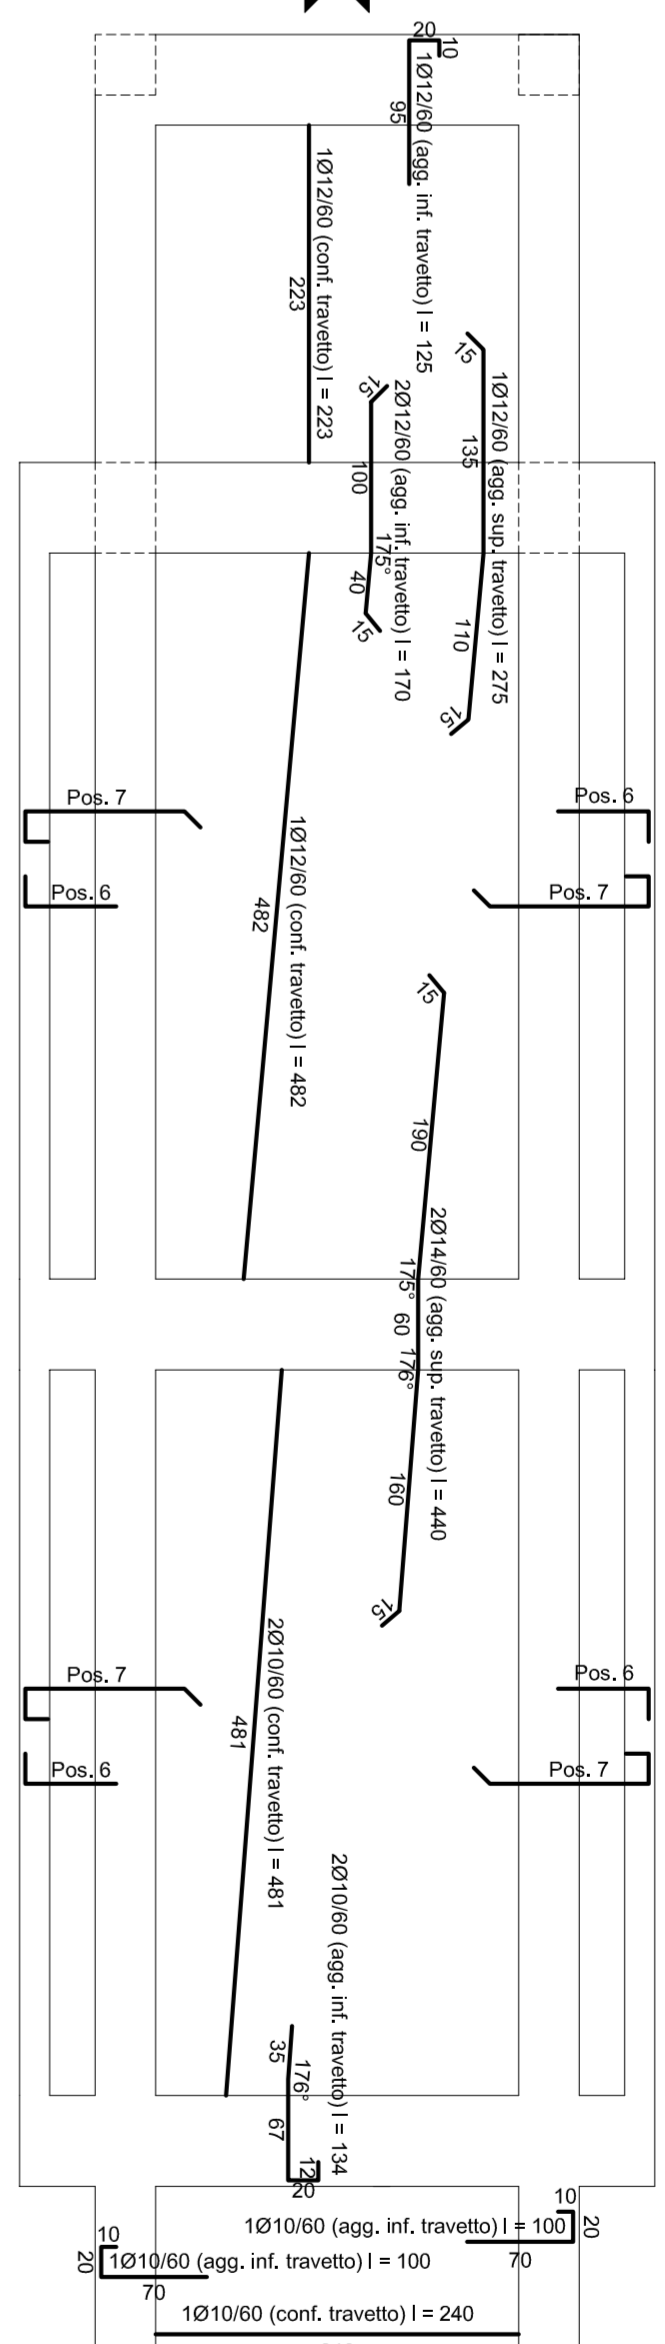 20
10
1Ø12/60 (agg. inf. travetto) l = 125
95
1Ø12/60 (conf. travetto) l = 223
223
15
1Ø12/60 (agg. sup. travetto) l = 275
135
110
15
15
2Ø12/60 (agg. inf. travetto) l = 170
100
175°
40
15
Pos. 7
Pos. 6
Pos. 6
Pos. 7
1Ø12/60 (conf. travetto) l = 482
482
15
190
2Ø14/60 (agg. sup. travetto) l = 440
175°
60
176°
160
15
Pos. 7
Pos. 6
Pos. 6
Pos. 7
2Ø10/60 (conf. travetto) l = 481
481
2Ø10/60 (agg. inf. travetto) l = 134
35
176°
67
12
20
10
1Ø10/60 (agg. inf. travetto) l = 100
20
70
10
20
1Ø10/60 (agg. inf. travetto) l = 100
70
1Ø10/60 (conf. travetto) l = 240